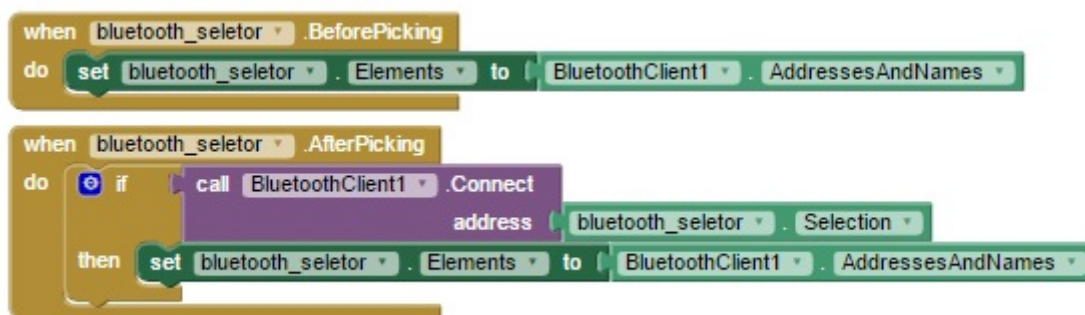 when bluetooth_seletor .BeforePicking
do set bluetooth_seletor . Elements to BluetoothClient1 . AddressesAndNames
when bluetooth_seletor .AfterPicking
do if call BluetoothClient1 .Connect
address bluetooth_seletor . Selection
then set bluetooth_seletor . Elements to BluetoothClient1 . AddressesAndNames